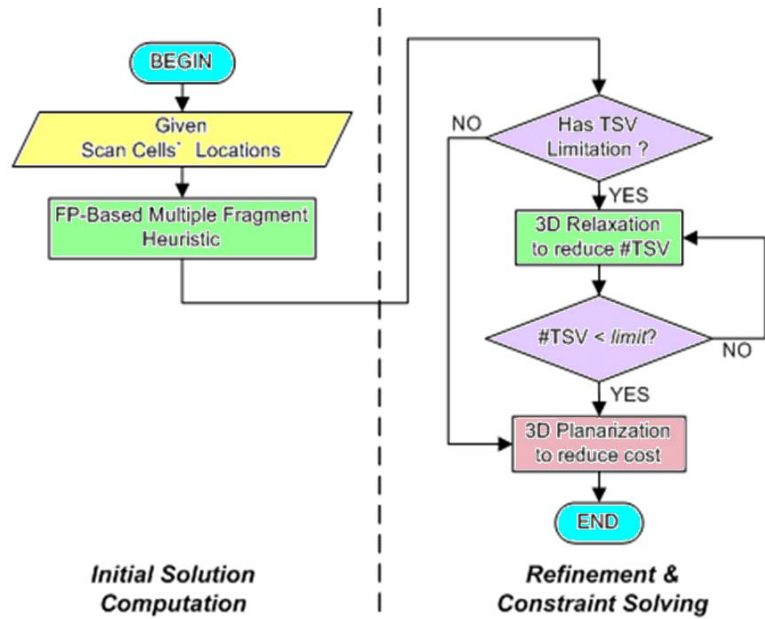 BEGIN
Given
Scan Cells' Locations
FP-Based Multiple Fragment
Heuristic
Initial Solution
Computation
Has TSV
Limitation ?
NO
YES
3D Relaxation
to reduce #TSV
#TSV < limit?
NO
YES
3D Planarization
to reduce cost
END
Refinement &
Constraint Solving